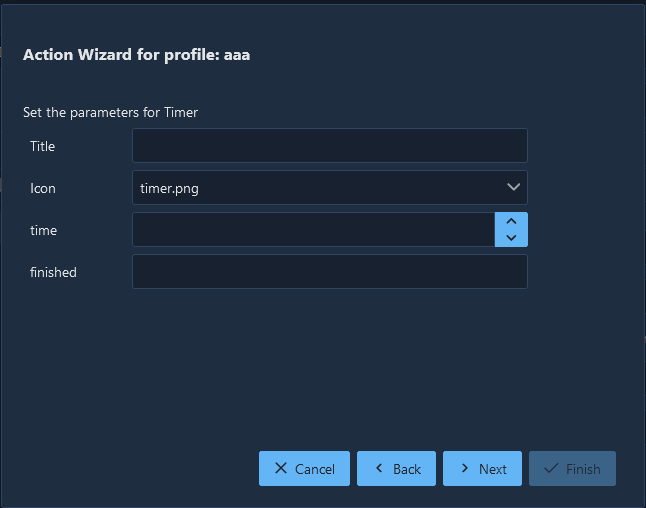 Action Wizard for profile: aaa
Set the parameters for Timer
Title
Icon
timer.png
time
finished
Cancel
Back
Next
Finish